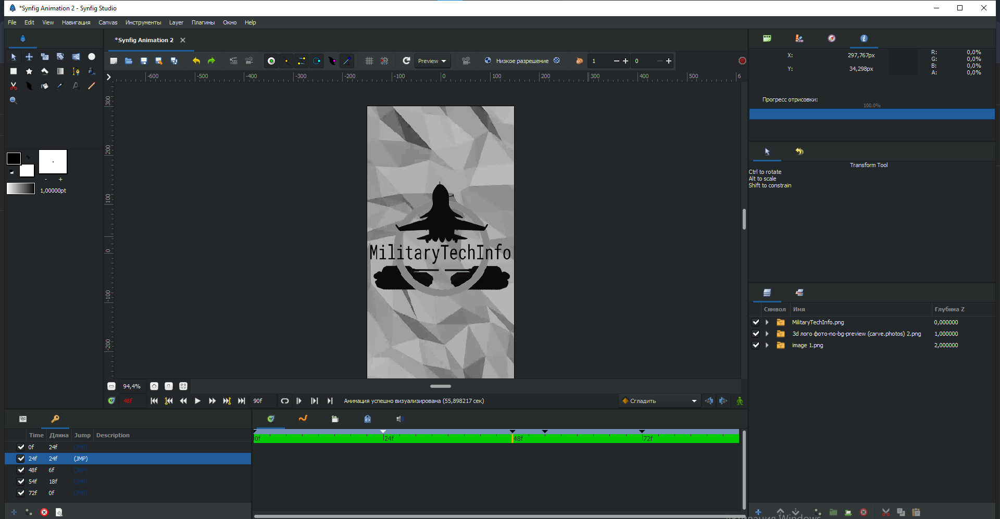 *Synfig Animation 2 - Synfig Studio
File Edit View Навигация Canvas Инструменты Layer Плагины Окно Help
*Synfig Animation 2
Preview Низкое разрешение 1 0
-600 -500 -400 -300 -200 -100 0 100 200 300 400 500 6
300
200
100
0
-100
-200
- +
1,00000pt
MilitaryTechInfo
94,4%
48f 90f Анимация успешно визуализирована (55,898217 сек) Сгладить
X: 297,767px
Y: 34,298px
R: 0,0%
G: 0,0%
B: 0,0%
A: 0,0%
Прогресс отрисовки:
100,0%
Transform Tool
Ctrl to rotate
Alt to scale
Shift to constrain
Символ Имя Глубина Z
MilitaryTechInfo.png 0,000000
3d лого фото-no-bg-preview (carve.photos) 2.png 1,000000
image 1.png 2,000000
Time Длина Jump Description
0f 24f (JMP)
24f 24f (JMP)
48f 6f (JMP)
54f 18f (JMP)
72f 0f (JMP)
0f 24f 48f 72f